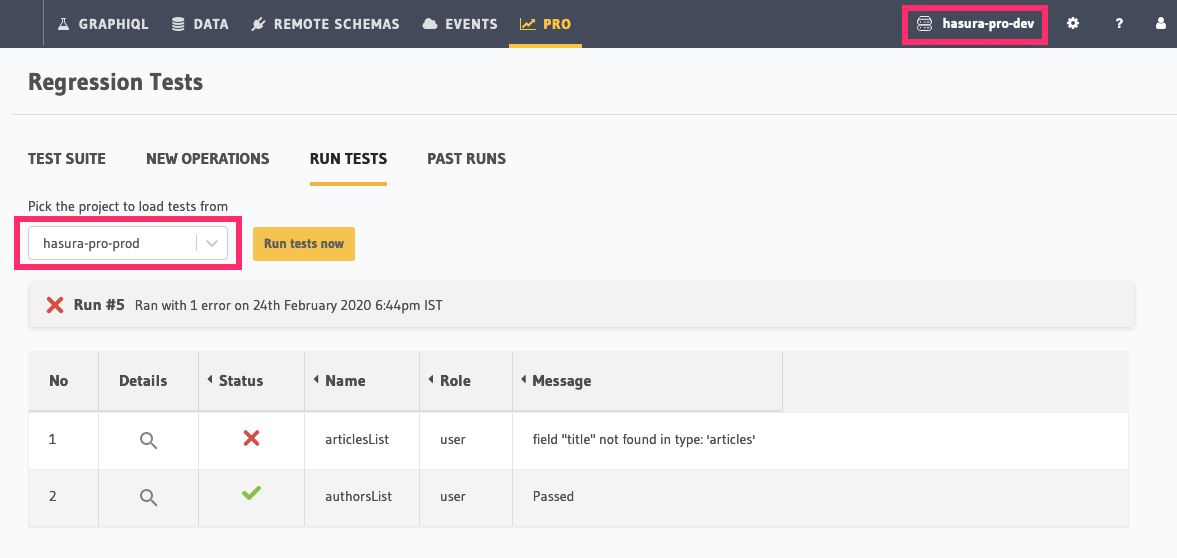 GRAPHIQL DATA REMOTE SCHEMAS EVENTS PRO hasura-pro-dev ?
Regression Tests
TEST SUITE NEW OPERATIONS RUN TESTS PAST RUNS
Pick the project to load tests from
hasura-pro-prod Run tests now
Run #5 Ran with 1 error on 24th February 2020 6:44pm IST
No Details Status Name Role Message
1 articlesList user field "title" not found in type: 'articles'
2 authorsList user Passed